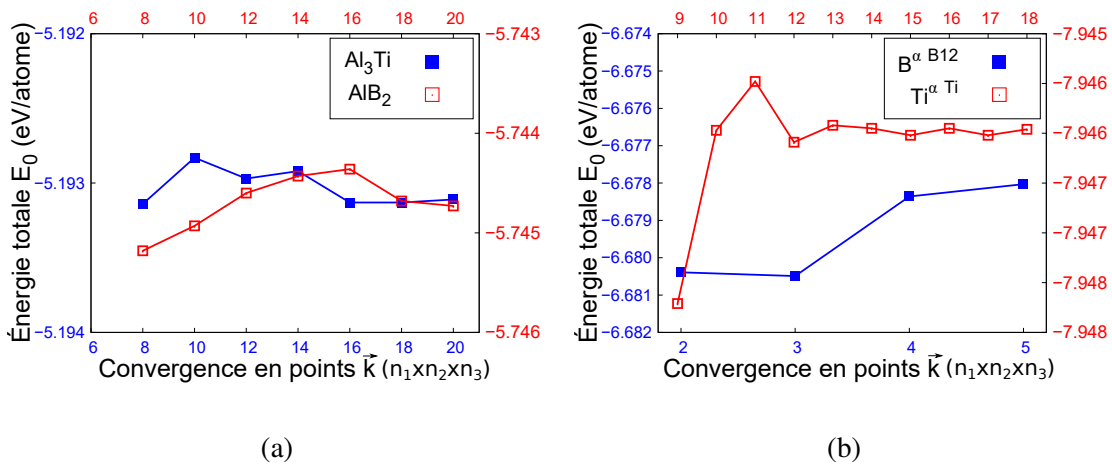 6 8 10 12 14 16 18 20
−5.192
−5.193
−5.194
Énergie totale E₀ (eV/atome)
Al₃Ti
AlB₂
−5.743
−5.744
−5.745
−5.746
6 8 10 12 14 16 18 20
Convergence en points k⃗ (n₁xn₂xn₃)
(a)
9 10 11 12 13 14 15 16 17 18
−6.674
−6.675
−6.676
−6.677
−6.678
−6.679
−6.680
−6.681
−6.682
Énergie totale E₀ (eV/atome)
B^α B12
Ti^α Ti
−7.945
−7.946
−7.946
−7.947
−7.947
−7.948
−7.948
2 3 4 5
Convergence en points k⃗ (n₁xn₂xn₃)
(b)